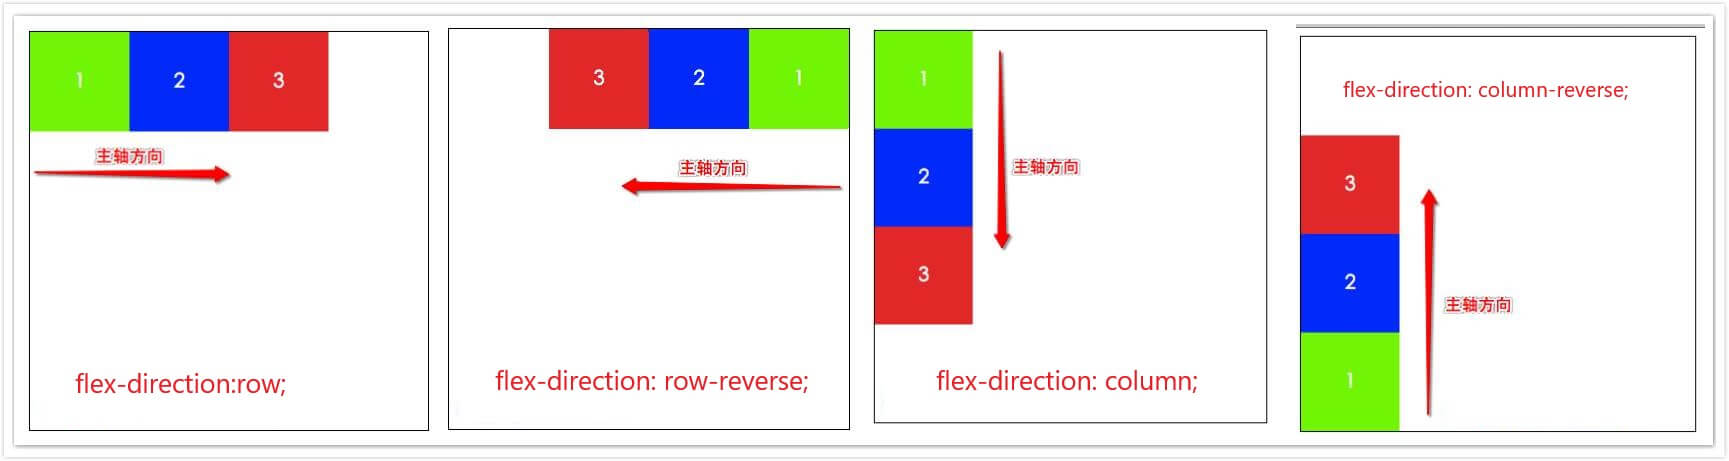 1 2 3
主轴方向
flex-direction:row;
3 2 1
主轴方向
flex-direction: row-reverse;
1
2
3
主轴方向
flex-direction: column;
flex-direction: column-reverse;
3
2
1
主轴方向